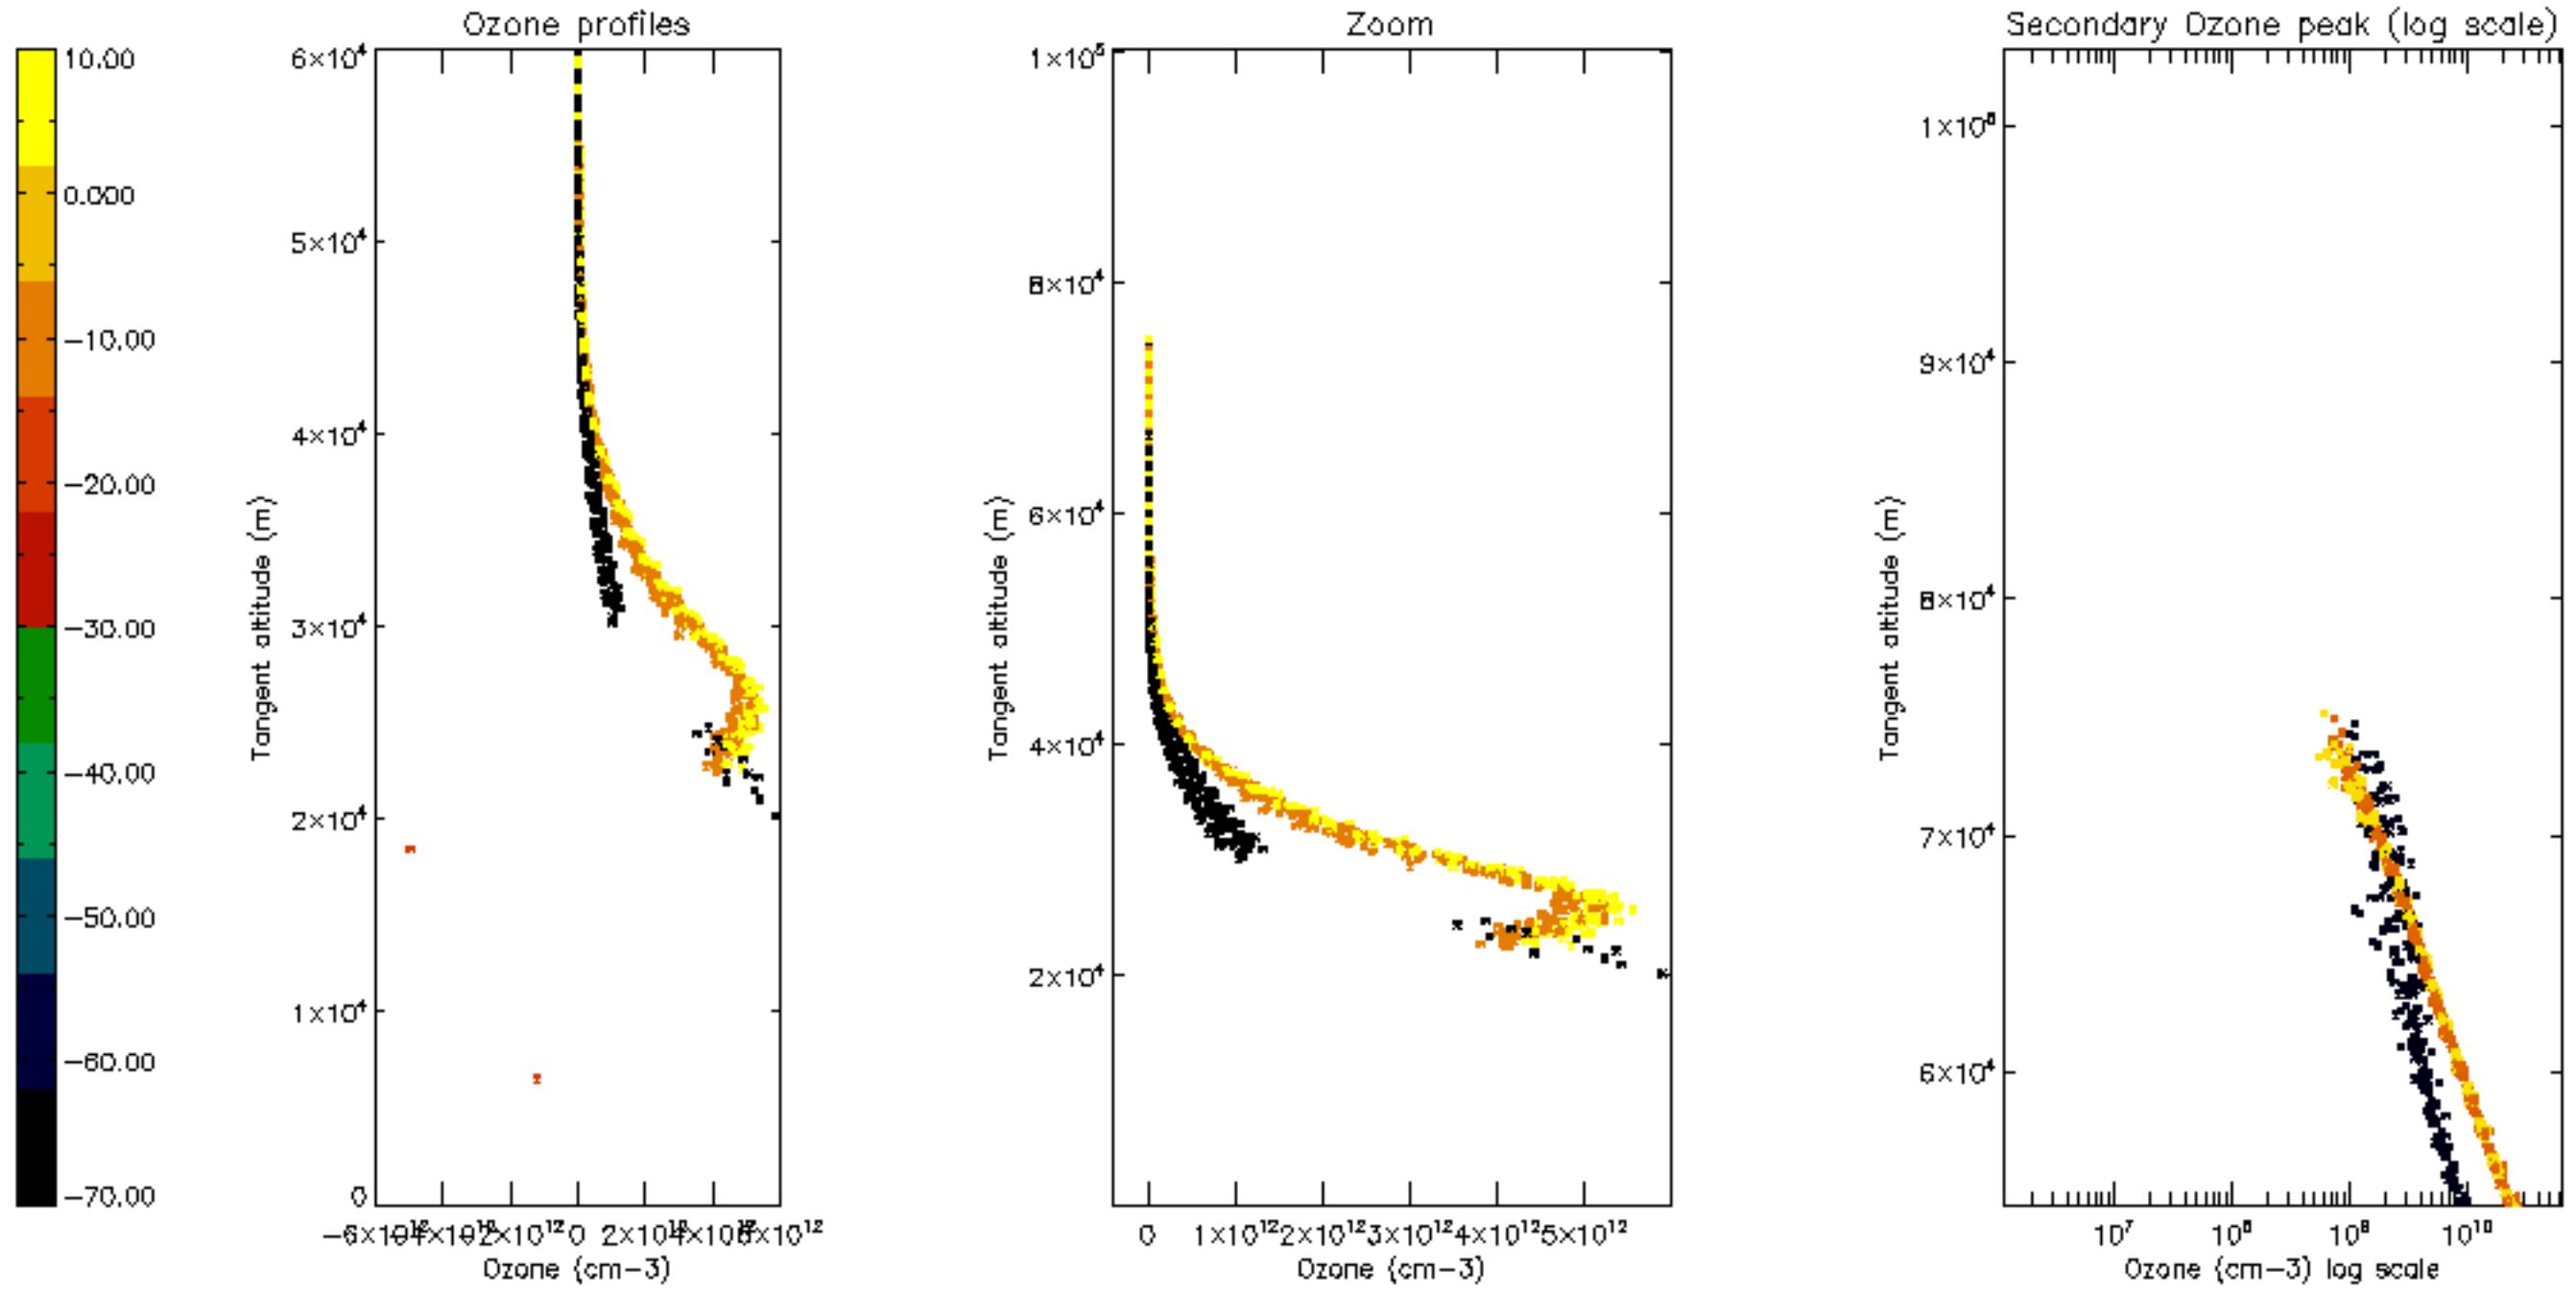 Ozone profiles
Zoom
Secondary Ozone peak (log scale)
10.00
0.000
−10.00
−20.00
−30.00
−40.00
−50.00
−60.00
−70.00
6×10⁴
5×10⁴
4×10⁴
3×10⁴
2×10⁴
1×10⁴
0
Tangent altitude (m)
0
Ozone (cm−3)
1×10⁵
8×10⁴
6×10⁴
4×10⁴
2×10⁴
Tangent altitude (m)
0 1×10¹² 2×10¹² 3×10¹² 4×10¹² 5×10¹²
Ozone (cm−3)
9×10⁴
8×10⁴
7×10⁴
6×10⁴
Tangent altitude (m)
10⁷ 10⁸ 10⁹ 10¹⁰
Ozone (cm−3) log scale